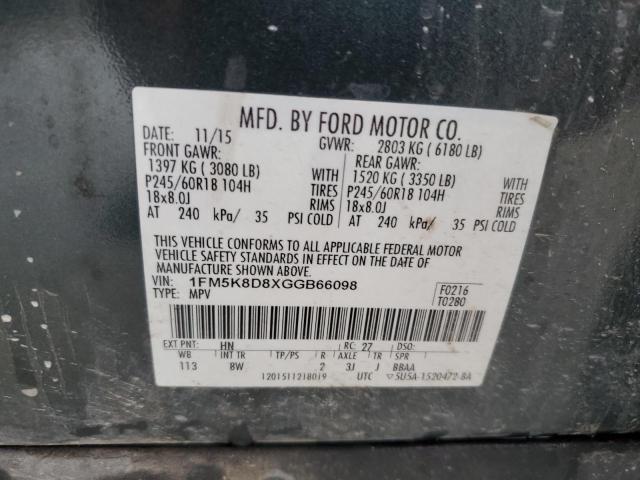 MFD. BY FORD MOTOR CO.
DATE: 11/15 GVWR: 2803 KG ( 6180 LB)
FRONT GAWR: REAR GAWR:
1397 KG ( 3080 LB) 1520 KG ( 3350 LB)
P245/60R18 104H TIRES P245/60R18 104H TIRES
18x8.0J RIMS 18x8.0J RIMS
AT 240 kPa/ 35 PSI COLD AT 240 kPa/ 35 PSI COLD
THIS VEHICLE CONFORMS TO ALL APPLICABLE FEDERAL MOTOR
VEHICLE SAFETY STANDARDS IN EFFECT ON THE DATE OF
MANUFACTURE SHOWN ABOVE.
VIN: 1FM5K8D8XGGB66098 F0216
TYPE: MPV T0280
EXT PNT: HN RC: 27 DSO:
WB INT TR TP/PS R AXLE TR SPR
113 8W 2 3J J BBAA
1201511218019 UTC ▽5U5A-1520472-BA